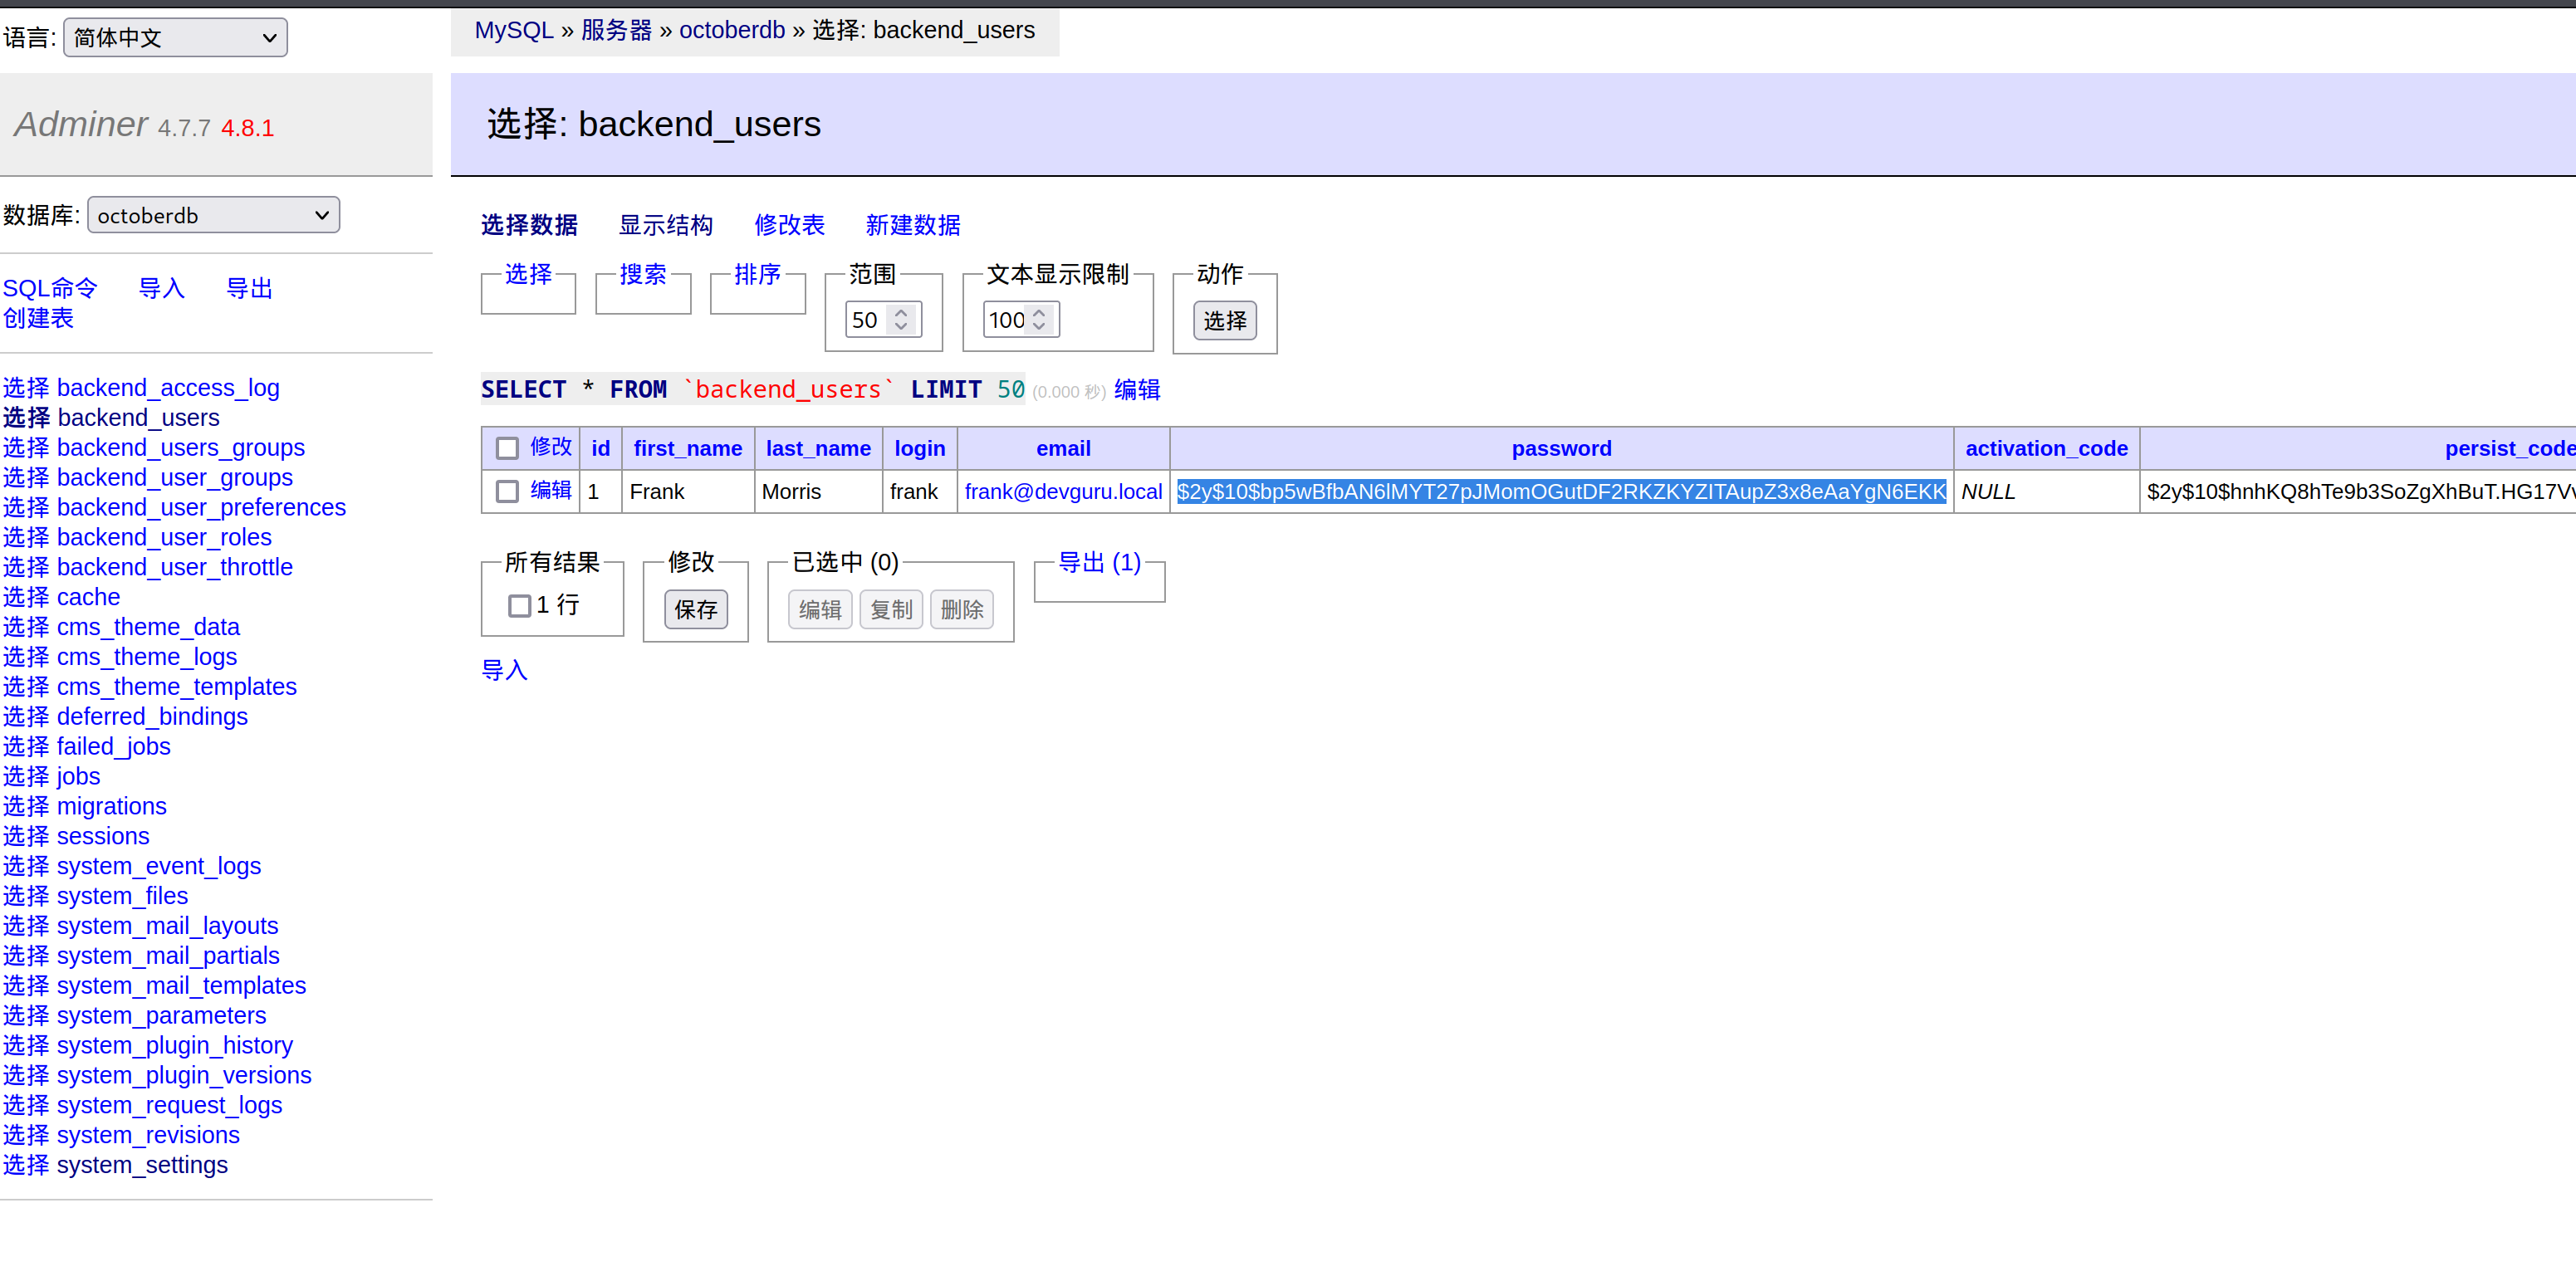 语言: 简体中文
MySQL » 服务器 » octoberdb » 选择: backend_users
Adminer 4.7.7 4.8.1
选择: backend_users
数据库: octoberdb
SQL命令 导入 导出
创建表
选择 backend_access_log
选择 backend_users
选择 backend_users_groups
选择 backend_user_groups
选择 backend_user_preferences
选择 backend_user_roles
选择 backend_user_throttle
选择 cache
选择 cms_theme_data
选择 cms_theme_logs
选择 cms_theme_templates
选择 deferred_bindings
选择 failed_jobs
选择 jobs
选择 migrations
选择 sessions
选择 system_event_logs
选择 system_files
选择 system_mail_layouts
选择 system_mail_partials
选择 system_mail_templates
选择 system_parameters
选择 system_plugin_history
选择 system_plugin_versions
选择 system_request_logs
选择 system_revisions
选择 system_settings
选择数据 显示结构 修改表 新建数据
选择 搜索 排序 范围 文本显示限制 动作
50 100 选择
SELECT * FROM `backend_users` LIMIT 50 (0.000 秒) 编辑
修改 id first_name last_name login email password activation_code persist_code
编辑 1 Frank Morris frank frank@devguru.local $2y$10$bp5wBfbAN6lMYT27pJMomOGutDF2RKZKYZITAupZ3x8eAaYgN6EKK NULL $2y$10$hnhKQ8hTe9b3SoZgXhBuT.HG17V
所有结果 修改 已选中 (0) 导出 (1)
1 行 保存 编辑 复制 删除
导入